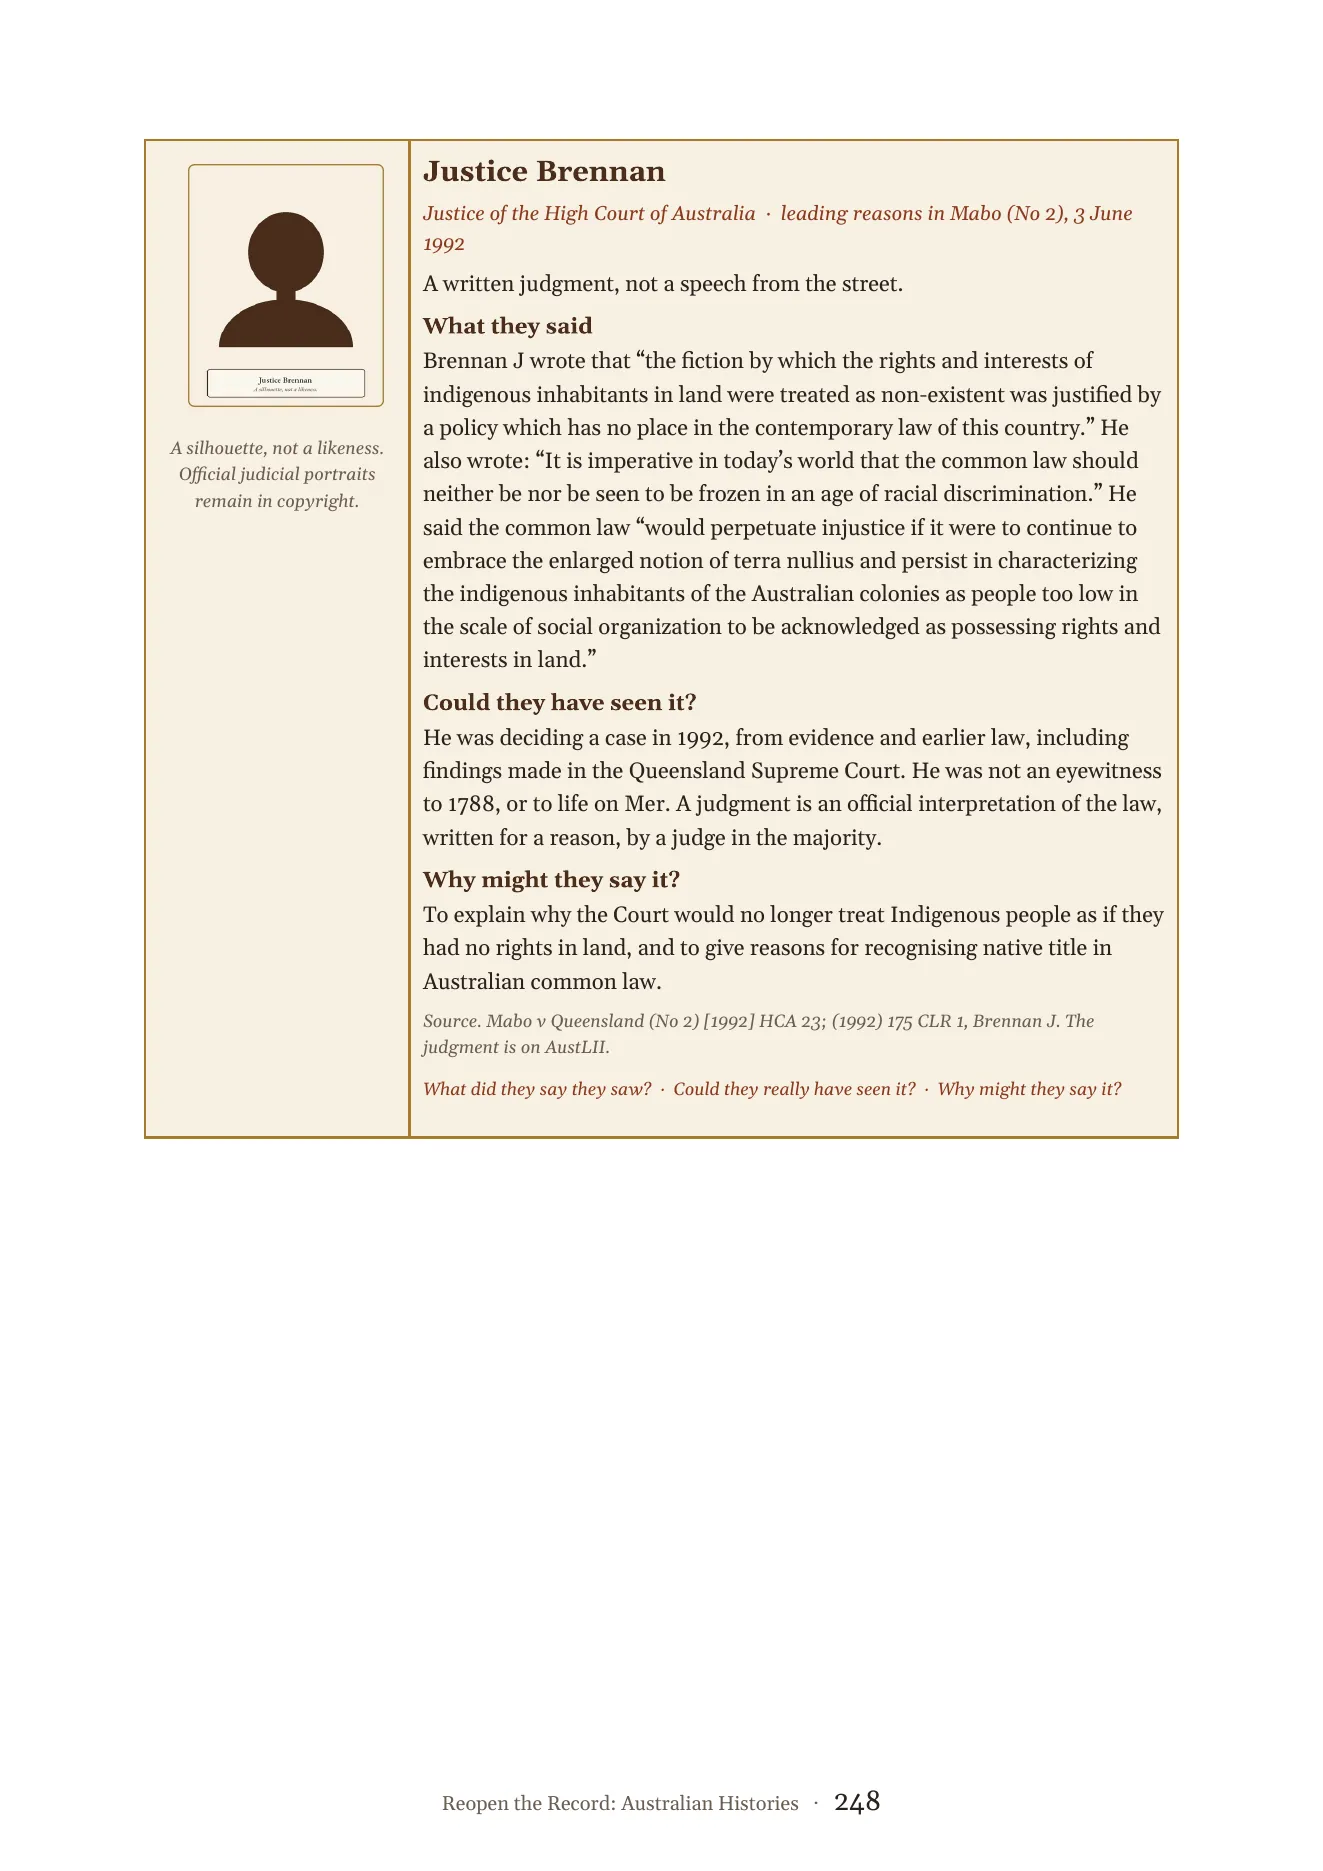 Justice Brennan
A silhouette, not a likeness.
A silhouette, not a likeness.
Official judicial portraits
remain in copyright.
Justice Brennan
Justice of the High Court of Australia · leading reasons in Mabo (No 2), 3 June
1992
A written judgment, not a speech from the street.
What they said
Brennan J wrote that “the fiction by which the rights and interests of
indigenous inhabitants in land were treated as non-existent was justified by
a policy which has no place in the contemporary law of this country.” He
also wrote: “It is imperative in today’s world that the common law should
neither be nor be seen to be frozen in an age of racial discrimination.” He
said the common law “would perpetuate injustice if it were to continue to
embrace the enlarged notion of terra nullius and persist in characterizing
the indigenous inhabitants of the Australian colonies as people too low in
the scale of social organization to be acknowledged as possessing rights and
interests in land.”
Could they have seen it?
He was deciding a case in 1992, from evidence and earlier law, including
findings made in the Queensland Supreme Court. He was not an eyewitness
to 1788, or to life on Mer. A judgment is an official interpretation of the law,
written for a reason, by a judge in the majority.
Why might they say it?
To explain why the Court would no longer treat Indigenous people as if they
had no rights in land, and to give reasons for recognising native title in
Australian common law.
Source. Mabo v Queensland (No 2) [1992] HCA 23; (1992) 175 CLR 1, Brennan J. The
judgment is on AustLII.
What did they say they saw? · Could they really have seen it? · Why might they say it?
Reopen the Record: Australian Histories · 248